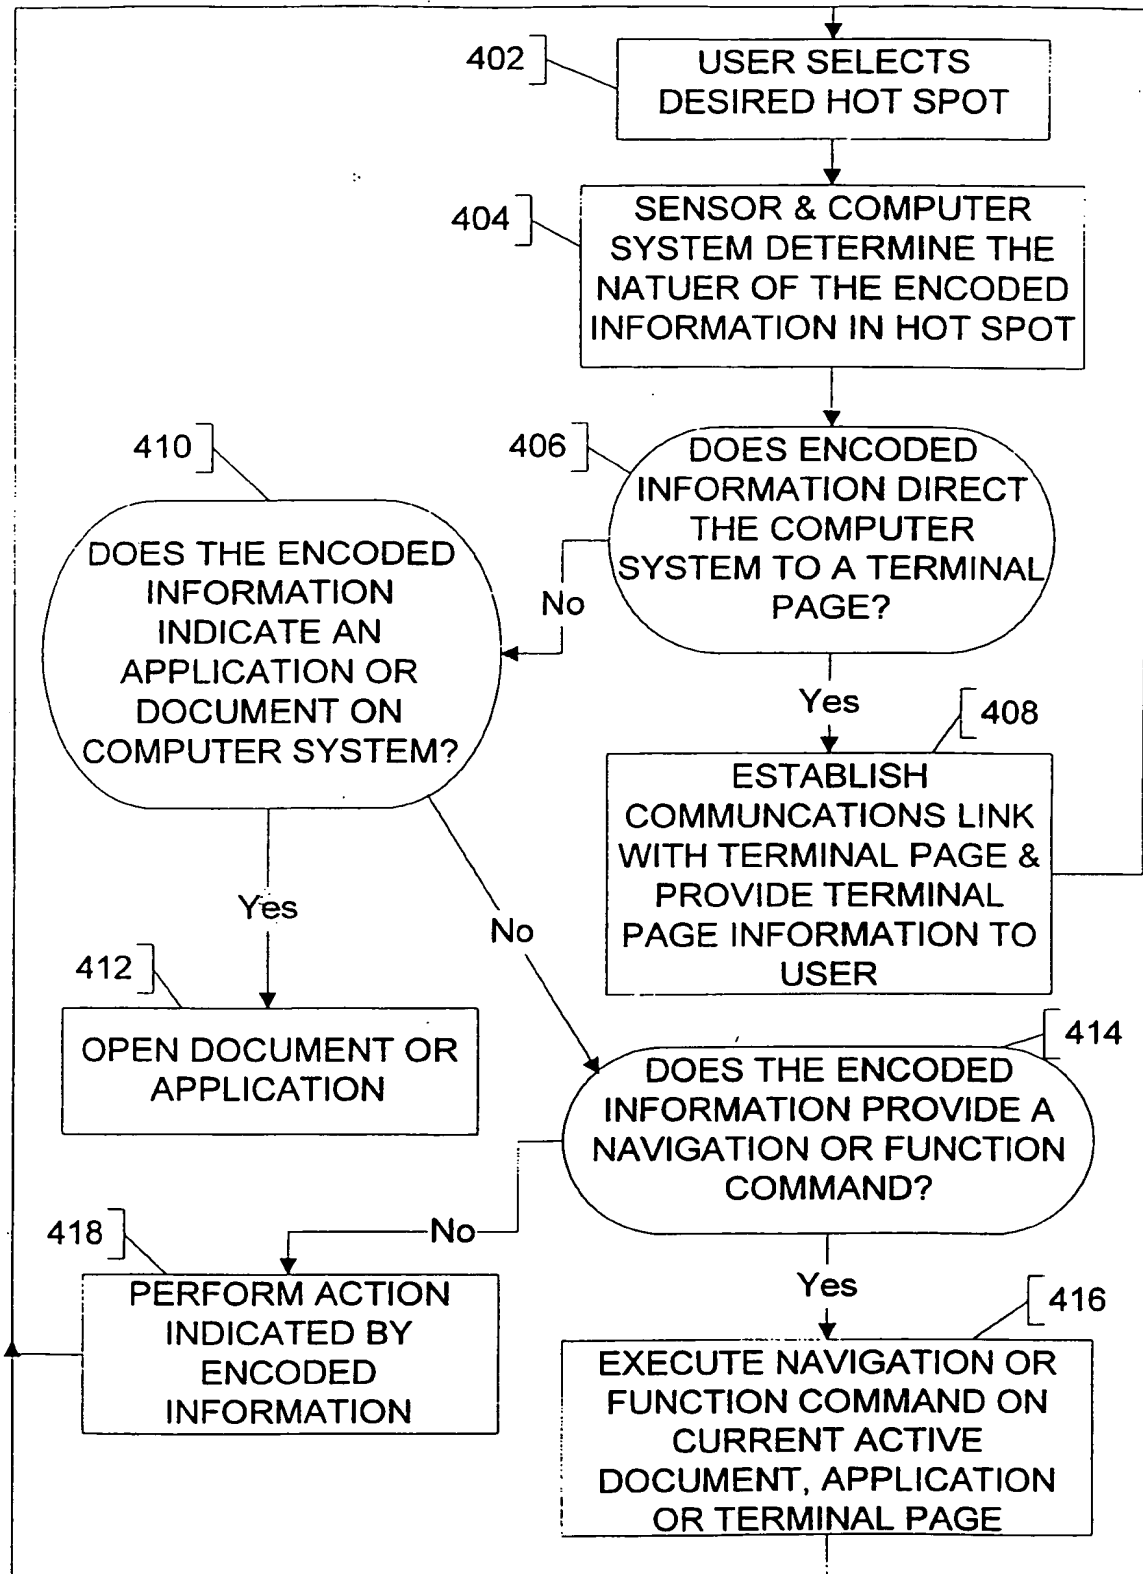 402
USER SELECTS
DESIRED HOT SPOT
404
SENSOR & COMPUTER
SYSTEM DETERMINE THE
NATUER OF THE ENCODED
INFORMATION IN HOT SPOT
406
DOES ENCODED
INFORMATION DIRECT
THE COMPUTER
SYSTEM TO A TERMINAL
PAGE?
No
Yes
410
DOES THE ENCODED
INFORMATION
INDICATE AN
APPLICATION OR
DOCUMENT ON
COMPUTER SYSTEM?
408
ESTABLISH
COMMUNCATIONS LINK
WITH TERMINAL PAGE &
PROVIDE TERMINAL
PAGE INFORMATION TO
USER
Yes
No
412
OPEN DOCUMENT OR
APPLICATION
414
DOES THE ENCODED
INFORMATION PROVIDE A
NAVIGATION OR FUNCTION
COMMAND?
No
Yes
418
PERFORM ACTION
INDICATED BY
ENCODED
INFORMATION
416
EXECUTE NAVIGATION OR
FUNCTION COMMAND ON
CURRENT ACTIVE
DOCUMENT, APPLICATION
OR TERMINAL PAGE